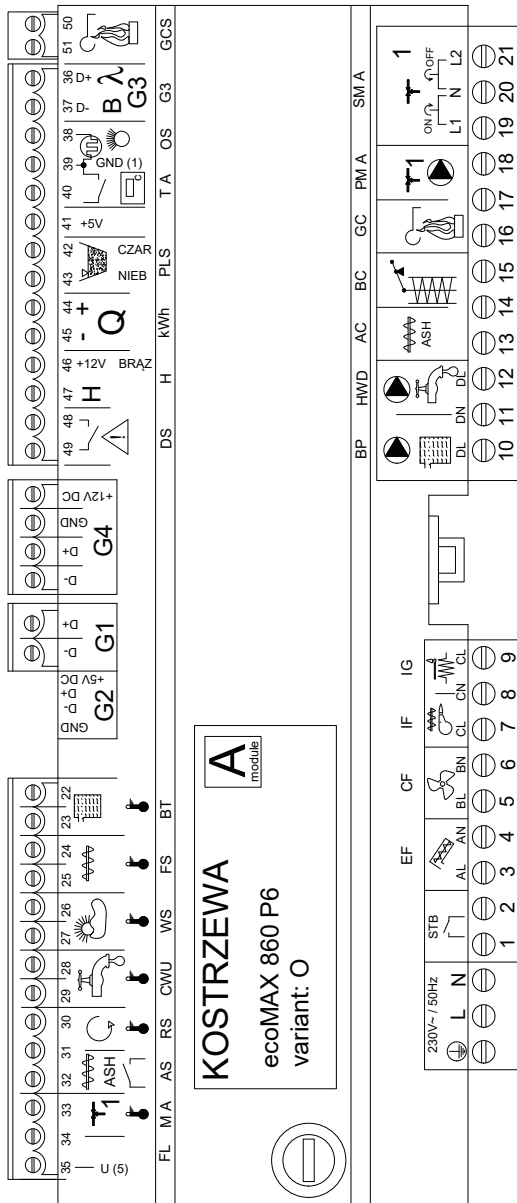 35 34 33 32 31 30 29 28 27 26 25 24 23 22
U (5)
1
ASH
FL M A AS RS CWU WS FS BT
GND
D-
D+
+5V DC
G2
D-
D+
G1
D-
D+
GND
+12V DC
G4
49 48 47 46 45 44 43 42 41 40 39 38 37 36 51 50
H
+12V
BRĄZ
- +
Q
NIEB
CZAR
+5V
C
GND (1)
D- D+
B λ
G3
DS H kWh PLS T A OS G3 GCS
KOSTRZEWA
ecoMAX 860 P6
variant: O
A
module
EF CF IF IG
BP HWD AC BC GC PM A SM A
230V~ / 50Hz
L N
STB
AL AN
BL BN
CL CN CL
1 2 3 4 5 6 7 8 9
DL DN DL
ASH
1
1
ON OFF
L1 N L2
10 11 12 13 14 15 16 17 18 19 20 21